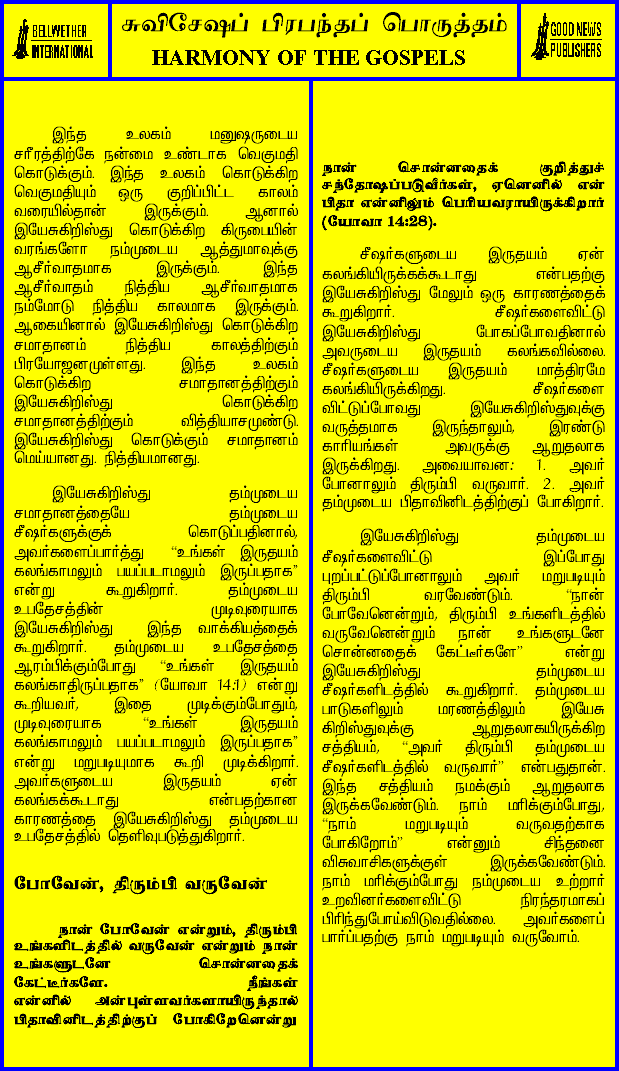 BELLWETHER
INTERNATIONAL
சுவிசேஷப் பிரபந்தப் பொருத்தம்
HARMONY OF THE GOSPELS
GOOD NEWS
PUBLISHERS
இந்த உலகம் மனுஷருடைய
சரீரத்திற்கே நன்மை உண்டாக வெகுமதி
கொடுக்கும். இந்த உலகம் கொடுக்கிற
வெகுமதியும் ஒரு குறிப்பிட்ட காலம்
வரையில்தான் இருக்கும். ஆனால்
இயேசுகிறிஸ்து கொடுக்கிற கிருபையின்
வரங்களோ நம்முடைய ஆத்துமாவுக்கு
ஆசீர்வாதமாக இருக்கும். இந்த
ஆசீர்வாதம் நித்திய ஆசீர்வாதமாக
நம்மோடு நித்திய காலமாக இருக்கும்.
ஆகையினால் இயேசுகிறிஸ்து கொடுக்கிற
சமாதானம் நித்திய காலத்திற்கும்
பிரயோஜனமுள்ளது. இந்த உலகம்
கொடுக்கிற சமாதானத்திற்கும்
இயேசுகிறிஸ்து கொடுக்கிற
சமாதானத்திற்கும் வித்தியாசமுண்டு.
இயேசுகிறிஸ்து கொடுக்கும் சமாதானம்
மெய்யானது. நித்தியமானது.
இயேசுகிறிஸ்து தம்முடைய
சமாதானத்தையே தம்முடைய
சீஷர்களுக்குக் கொடுப்பதினால்,
அவர்களைப்பார்த்து “உங்கள் இருதயம்
கலங்காமலும் பயப்படாமலும் இருப்பதாக”
என்று கூறுகிறார். தம்முடைய
உபதேசத்தின் முடிவுரையாக
இயேசுகிறிஸ்து இந்த வாக்கியத்தைக்
கூறுகிறார். தம்முடைய உபதேசத்தை
ஆரம்பிக்கும்போது “உங்கள் இருதயம்
கலங்காதிருப்பதாக” (யோவா 14:1) என்று
கூறியவர், இதை முடிக்கும்போதும்,
முடிவுரையாக “உங்கள் இருதயம்
கலங்காமலும் பயப்படாமலும் இருப்பதாக”
என்று மறுபடியுமாக கூறி முடிக்கிறார்.
அவர்களுடைய இருதயம் ஏன்
கலங்கக்கூடாது என்பதற்கான
காரணத்தை இயேசுகிறிஸ்து தம்முடைய
உபதேசத்தில் தெளிவுபடுத்துகிறார்.
போவேன், திரும்பி வருவேன்
நான் போவேன் என்றும், திரும்பி
உங்களிடத்தில் வருவேன் என்றும் நான்
உங்களுடனே சொன்னதைக்
கேட்டீர்களே. நீங்கள்
என்னில் அன்புள்ளவர்களாயிருந்தால்
பிதாவினிடத்திற்குப் போகிறேனென்று
நான் சொன்னதைக் குறித்துச்
சந்தோஷப்படுவீர்கள், ஏனெனில் என்
பிதா என்னிலும் பெரியவராயிருக்கிறார்
(யோவா 14:28).
சீஷர்களுடைய இருதயம் ஏன்
கலங்கியிருக்கக்கூடாது என்பதற்கு
இயேசுகிறிஸ்து மேலும் ஒரு காரணத்தைக்
கூறுகிறார். சீஷர்களைவிட்டு
இயேசுகிறிஸ்து போகப்போவதினால்
அவருடைய இருதயம் கலங்கவில்லை.
சீஷர்களுடைய இருதயம் மாத்திரமே
கலங்கியிருக்கிறது. சீஷர்களை
விட்டுப்போவது இயேசுகிறிஸ்துவுக்கு
வருத்தமாக இருந்தாலும், இரண்டு
காரியங்கள் அவருக்கு ஆறுதலாக
இருக்கிறது. அவையாவன: 1. அவர்
போனாலும் திரும்பி வருவார். 2. அவர்
தம்முடைய பிதாவினிடத்திற்குப் போகிறார்.
இயேசுகிறிஸ்து தம்முடைய
சீஷர்களைவிட்டு இப்போது
புறப்பட்டுப்போனாலும் அவர் மறுபடியும்
திரும்பி வரவேண்டும். “நான்
போவேனென்றும், திரும்பி உங்களிடத்தில்
வருவேனென்றும் நான் உங்களுடனே
சொன்னதைக் கேட்டீர்களே” என்று
இயேசுகிறிஸ்து தம்முடைய
சீஷர்களிடத்தில் கூறுகிறார். தம்முடைய
பாடுகளிலும் மரணத்திலும் இயேசு
கிறிஸ்துவுக்கு ஆறுதலாகயிருக்கிற
சத்தியம், “அவர் திரும்பி தம்முடைய
சீஷர்களிடத்தில் வருவார்” என்பதுதான்.
இந்த சத்தியம் நமக்கும் ஆறுதலாக
இருக்கவேண்டும். நாம் மரிக்கும்போது,
“நாம் மறுபடியும் வருவதற்காக
போகிறோம்” என்னும் சிந்தனை
விசுவாசிகளுக்குள் இருக்கவேண்டும்.
நாம் மரிக்கும்போது நம்முடைய உற்றார்
உறவினர்களைவிட்டு நிரந்தரமாகப்
பிரிந்துபோய்விடுவதில்லை. அவர்களைப்
பார்ப்பதற்கு நாம் மறுபடியும் வருவோம்.